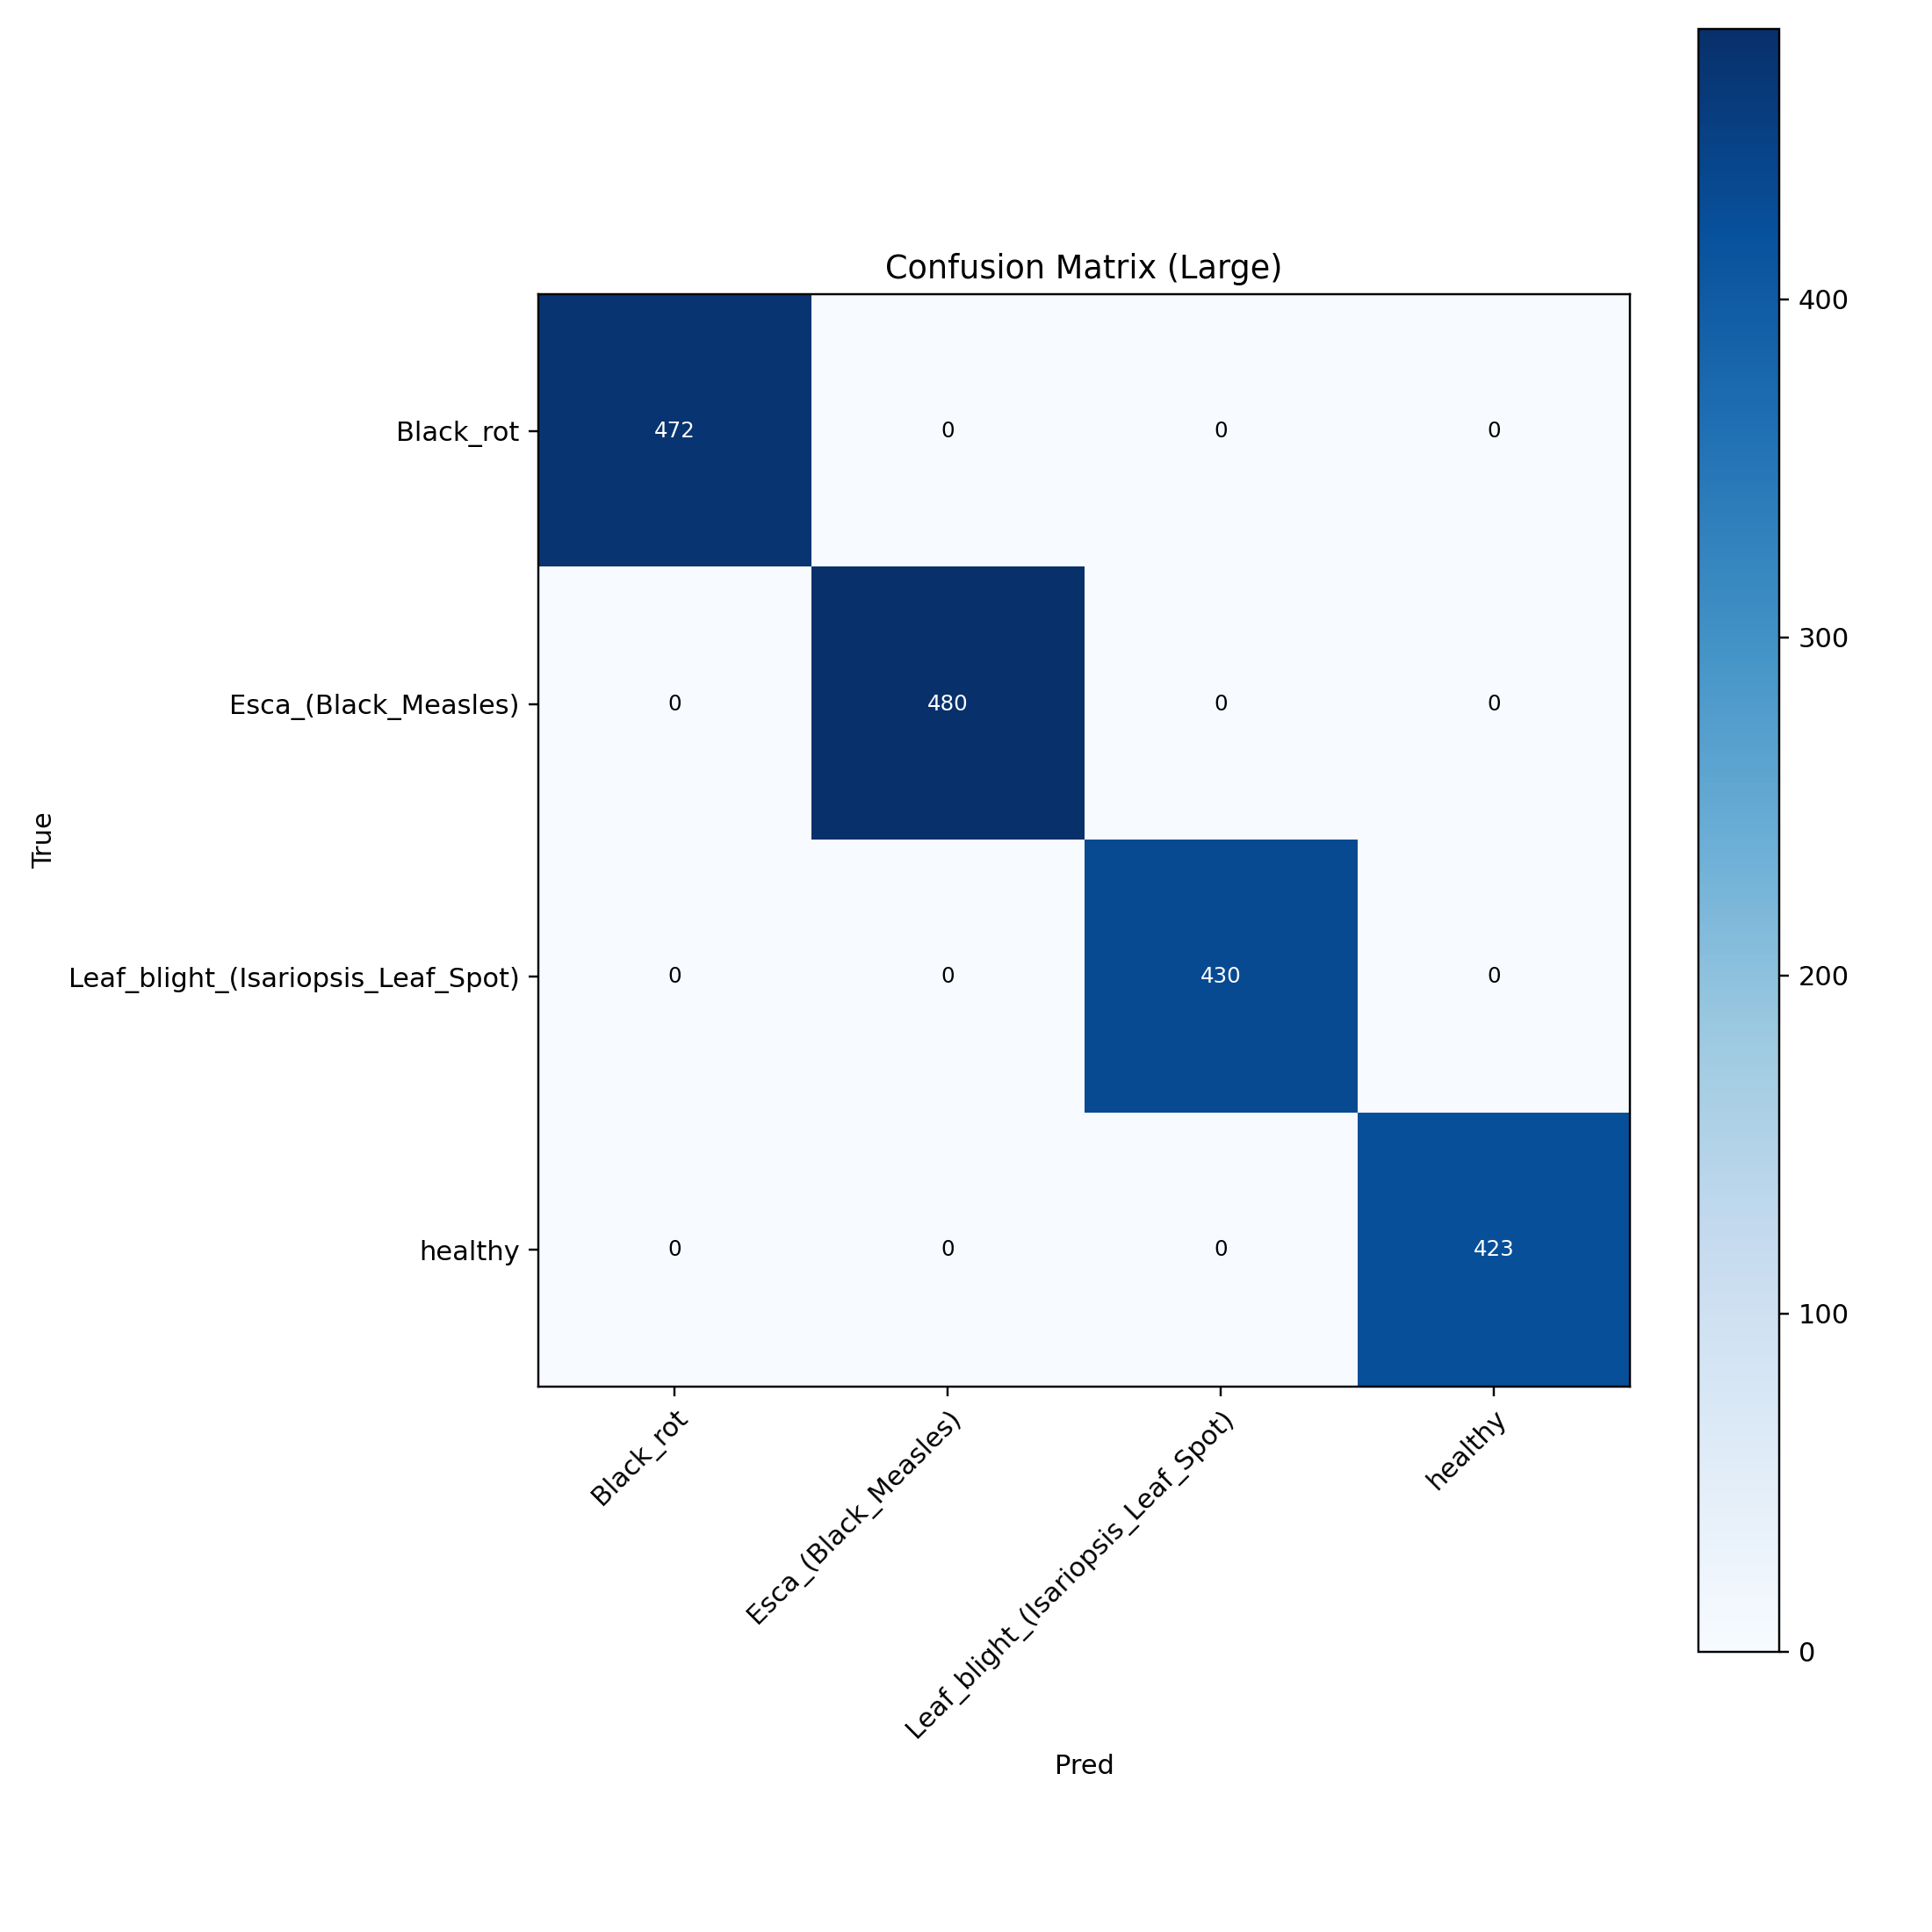 Confusion Matrix (Large)
Black_rot 472 0 0 0
Esca_(Black_Measles) 0 480 0 0
Leaf_blight_(Isariopsis_Leaf_Spot) 0 0 430 0
healthy 0 0 0 423
True
Black_rot
Esca_(Black_Measles)
Leaf_blight_(Isariopsis_Leaf_Spot)
healthy
Pred
400
300
200
100
0